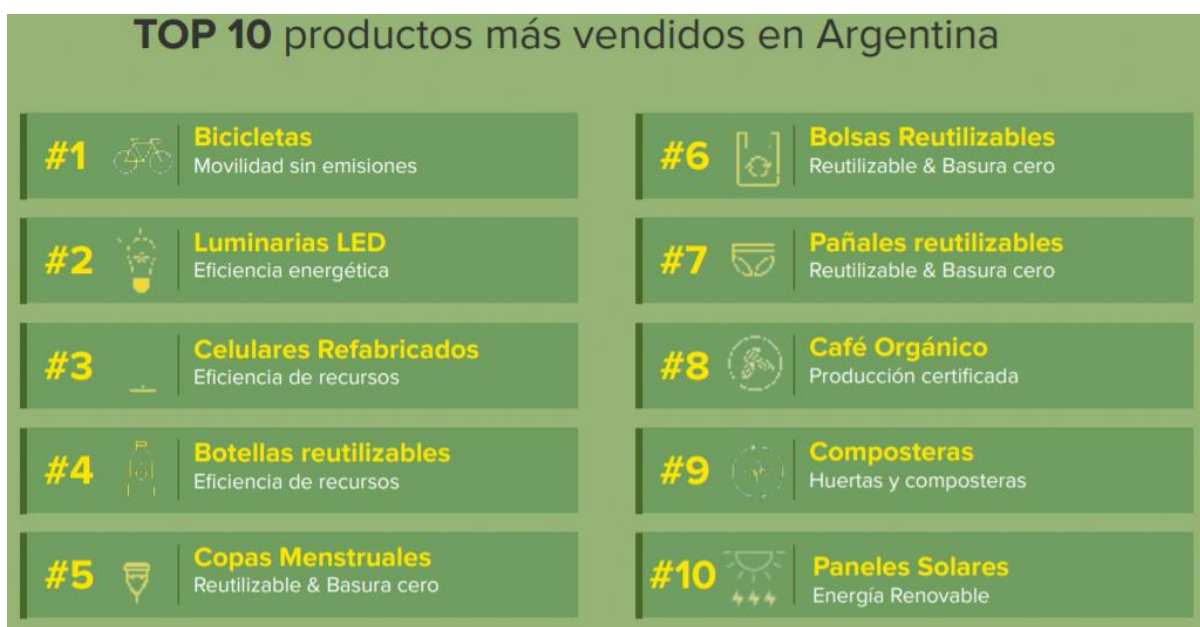 TOP 10 productos más vendidos en Argentina
#1
Bicicletas
Movilidad sin emisiones
#2
Luminarias LED
Eficiencia energética
#3
Celulares Refabricados
Eficiencia de recursos
#4
Botellas reutilizables
Eficiencia de recursos
#5
Copas Menstruales
Reutilizable & Basura cero
#6
Bolsas Reutilizables
Reutilizable & Basura cero
#7
Pañales reutilizables
Reutilizable & Basura cero
#8
Café Orgánico
Producción certificada
#9
Composteras
Huertas y composteras
#10
Paneles Solares
Energía Renovable